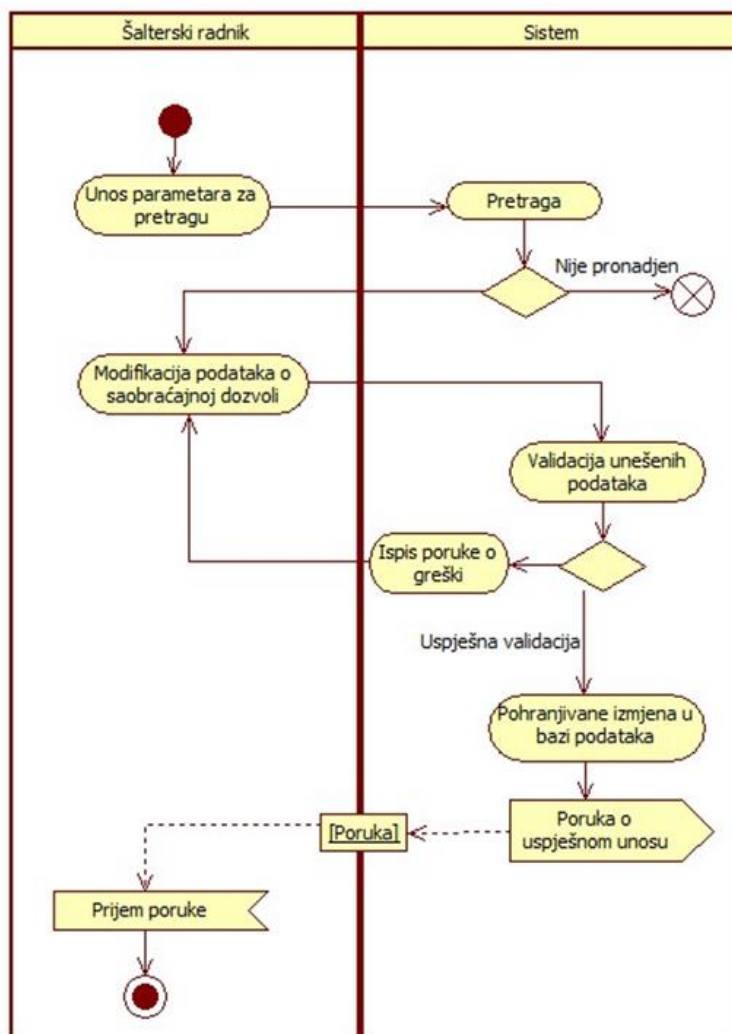 Šalterski radnik
Sistem
Unos parametara za
pretragu
Pretraga
Nije pronadjen
Modifikacija podataka o
saobraćajnoj dozvoli
Validacija unešenih
podataka
Ispis poruke o
greški
Uspješna validacija
Pohranjivane izmjena u
bazi podataka
Poruka o
uspješnom unosu
[Poruka]
Prijem poruke